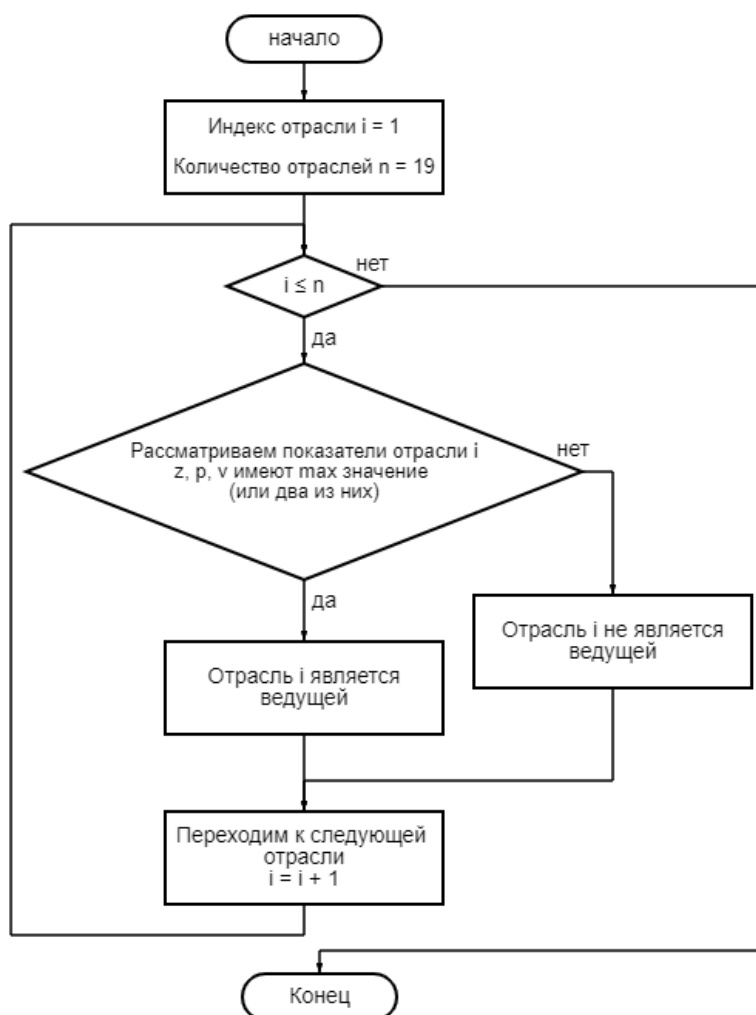 начало
Индекс отрасли i = 1
Количество отраслей n = 19
i ≤ n
нет
да
Рассматриваем показатели отрасли i
z, p, v имеют max значение
(или два из них)
нет
да
Отрасль i не является
ведущей
Отрасль i является
ведущей
Переходим к следующей
отрасли
i = i + 1
Конец